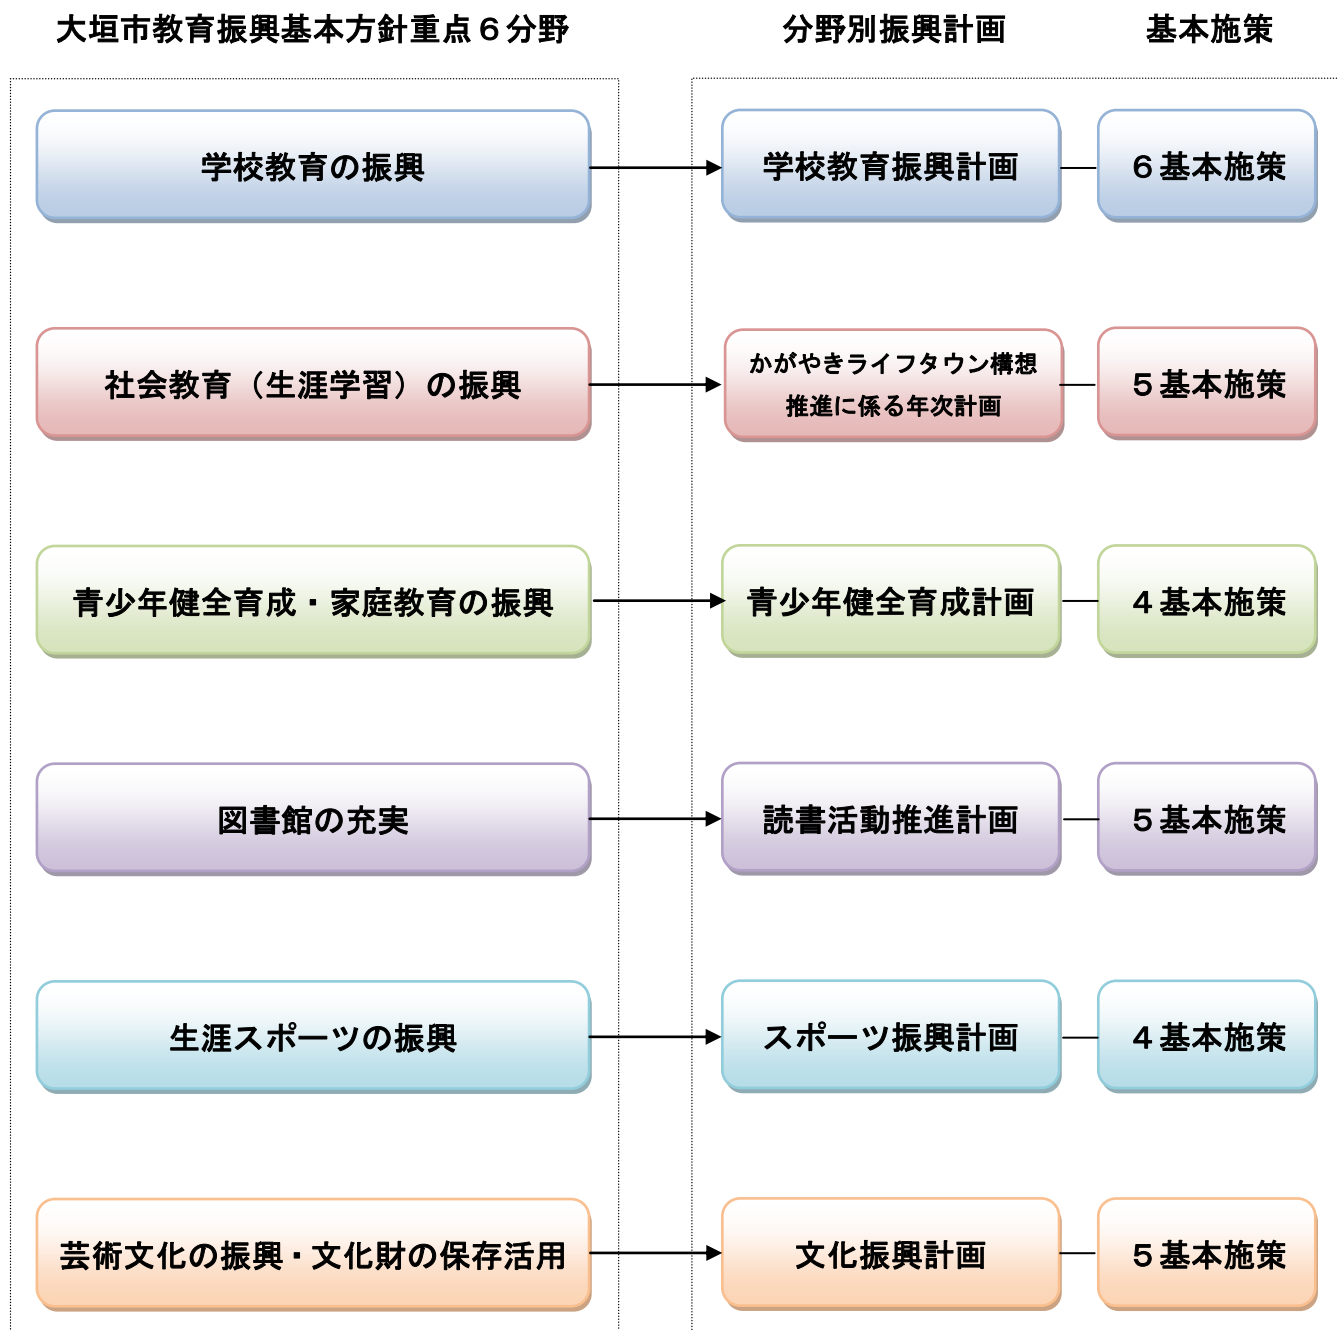 大垣市教育振興基本方針重点６分野 分野別振興計画 基本施策
学校教育の振興 学校教育振興計画 ６基本施策
社会教育（生涯学習）の振興 かがやきライフタウン構想
推進に係る年次計画 ５基本施策
青少年健全育成・家庭教育の振興 青少年健全育成計画 ４基本施策
図書館の充実 読書活動推進計画 ５基本施策
生涯スポーツの振興 スポーツ振興計画 ４基本施策
芸術文化の振興・文化財の保存活用 文化振興計画 ５基本施策